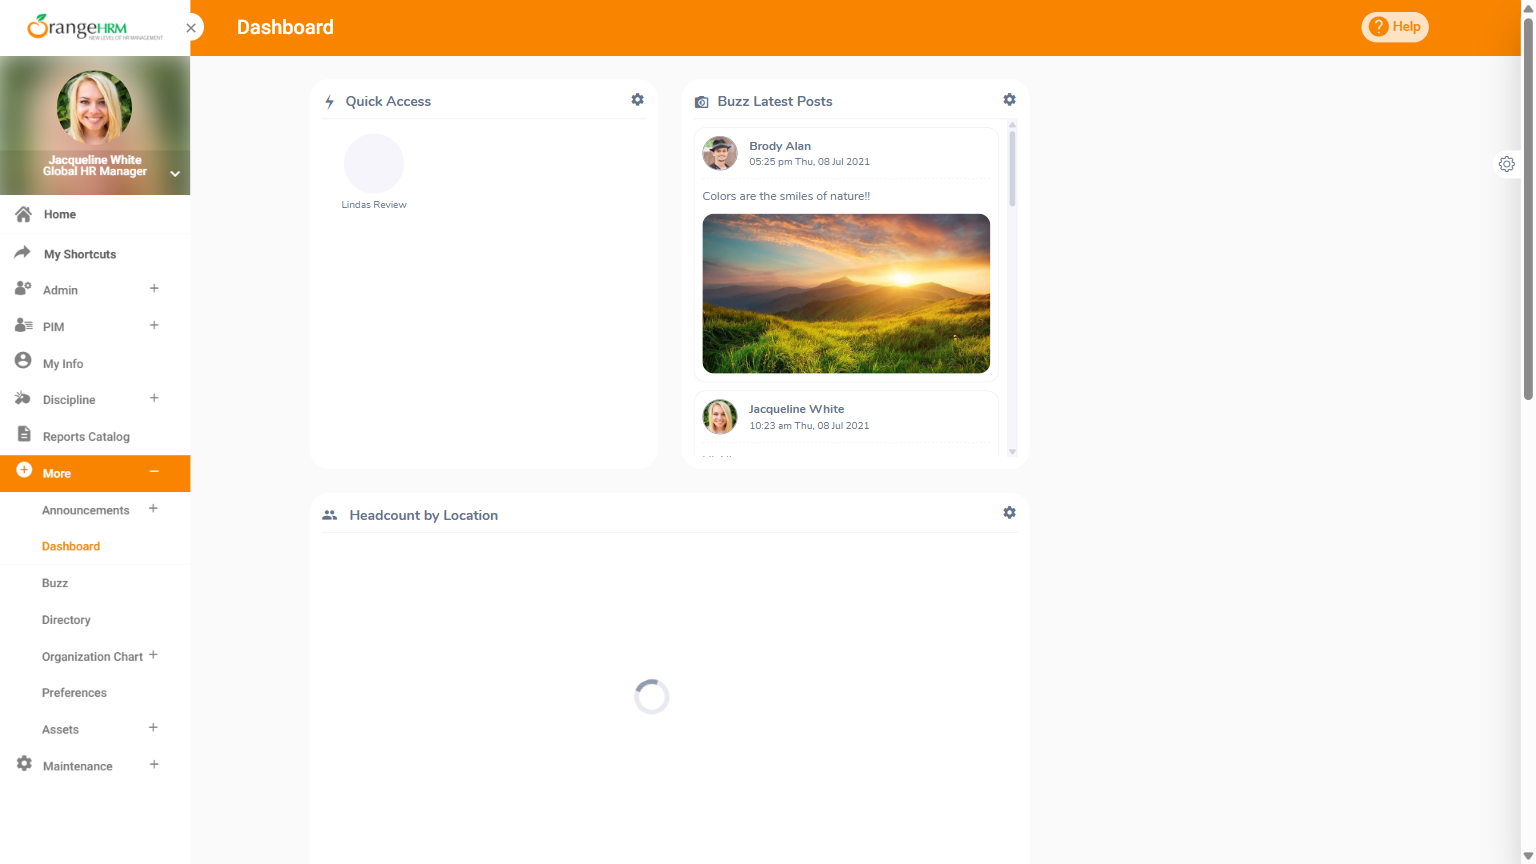 OrangeHRM
NEW LEVEL OF HR MANAGEMENT
Dashboard
Help
Jacqueline White
Global HR Manager
Home
My Shortcuts
Admin
PIM
My Info
Discipline
Reports Catalog
More
Announcements
Dashboard
Buzz
Directory
Organization Chart
Preferences
Assets
Maintenance
Quick Access
Lindas Review
Buzz Latest Posts
Brody Alan
05:25 pm Thu, 08 Jul 2021
Colors are the smiles of nature!!
Jacqueline White
10:23 am Thu, 08 Jul 2021
Headcount by Location